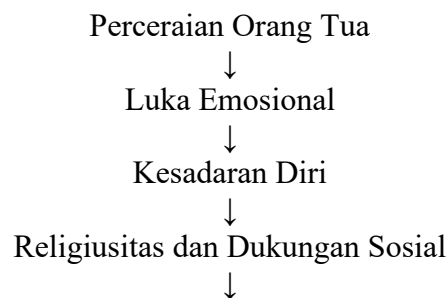 Perceraian Orang Tua
↓
Luka Emosional
↓
Kesadaran Diri
↓
Religiusitas dan Dukungan Sosial
↓